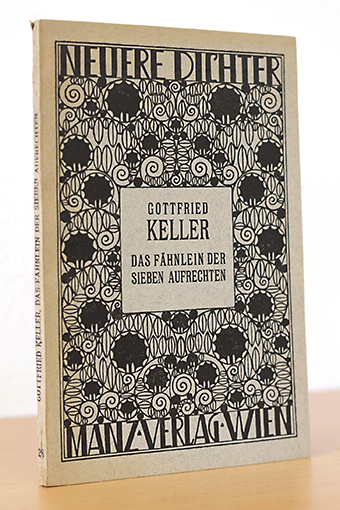 NEUERE DICHTER
GOTTFRIED
KELLER
DAS FÄHNLEIN DER
SIEBEN AUFRECHTEN
MANZ·VERLAG·WIEN
GOTTFRIED KELLER, DAS FÄHNLEIN DER SIEBEN AUFRECHTEN